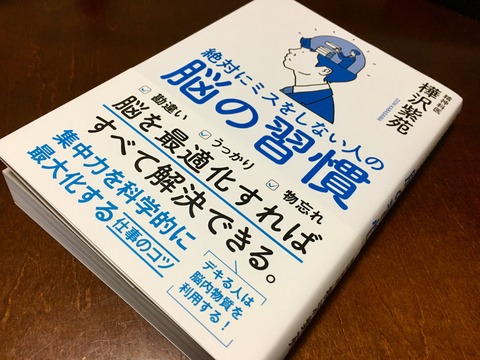 絶対にミスをしない人の
脳の習慣
精神科医
樺沢紫苑
勘違い
うっかり
物忘れ
脳を最適化すれば
すべて解決できる。
集中力を科学的に
最大化する仕事のコツ
デキる人は
脳内物質を
利用する!